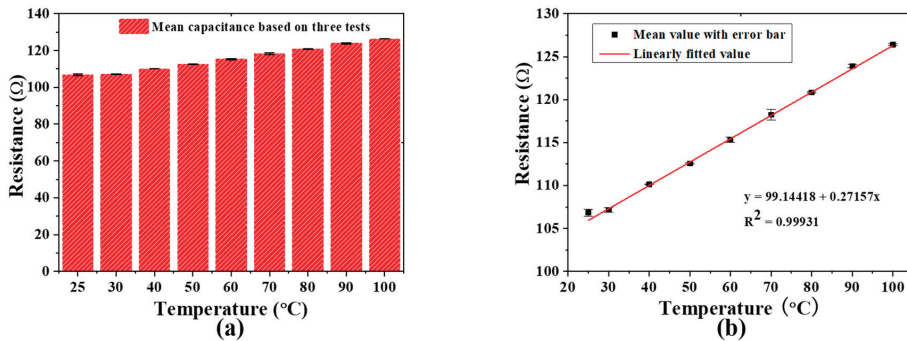 Mean capacitance based on three tests
140
120
100
80
60
40
20
0
Resistance (Ω)
25 30 40 50 60 70 80 90 100
Temperature (°C)
(a)
Mean value with error bar
Linearly fitted value
130
125
120
115
110
105
100
Resistance (Ω)
y = 99.14418 + 0.27157x
R² = 0.99931
20 30 40 50 60 70 80 90 100
Temperature (°C)
(b)